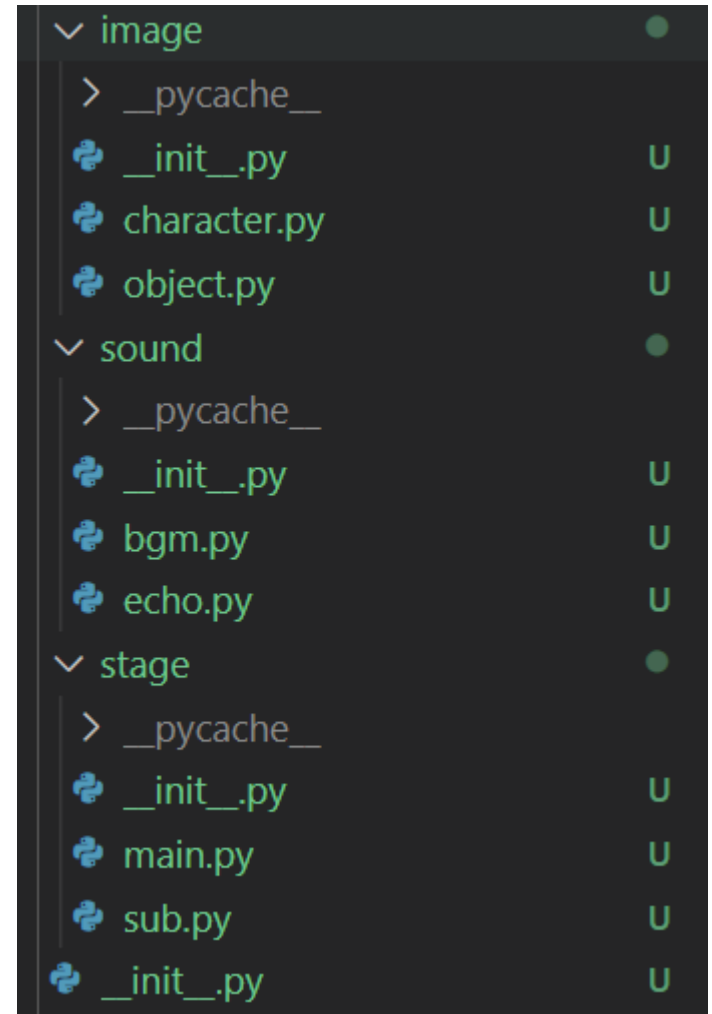 image
__pycache__
__init__.py U
character.py U
object.py U
sound
__pycache__
__init__.py U
bgm.py U
echo.py U
stage
__pycache__
__init__.py U
main.py U
sub.py U
__init__.py U